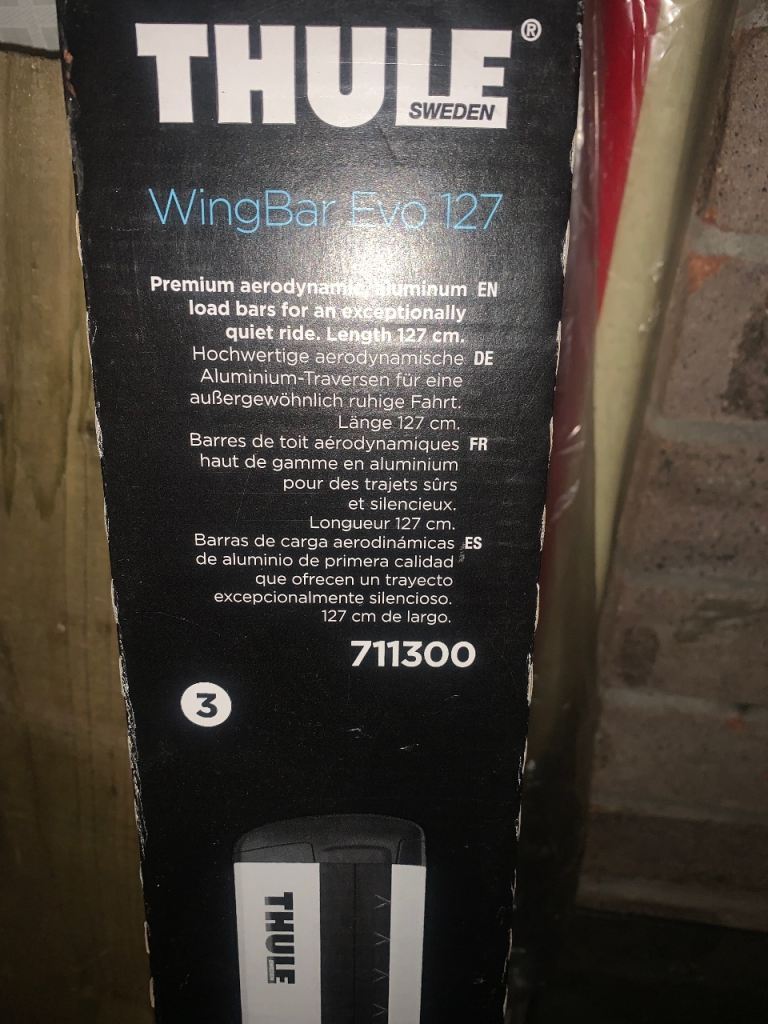 THULE®
SWEDEN
WingBar Evo 127
Premium aerodynamic aluminum EN
load bars for an exceptionally
quiet ride. Length 127 cm.
Hochwertige aerodynamische DE
Aluminium-Traversen für eine
außergewöhnlich ruhige Fahrt.
Länge 127 cm.
Barres de toit aérodynamiques FR
haut de gamme en aluminium
pour des trajets sûrs
et silencieux.
Longueur 127 cm.
Barras de carga aerodinámicas ES
de aluminio de primera calidad
que ofrecen un trayecto
excepcionalmente silencioso.
127 cm de largo.
711300
3
THULE
SWEDEN